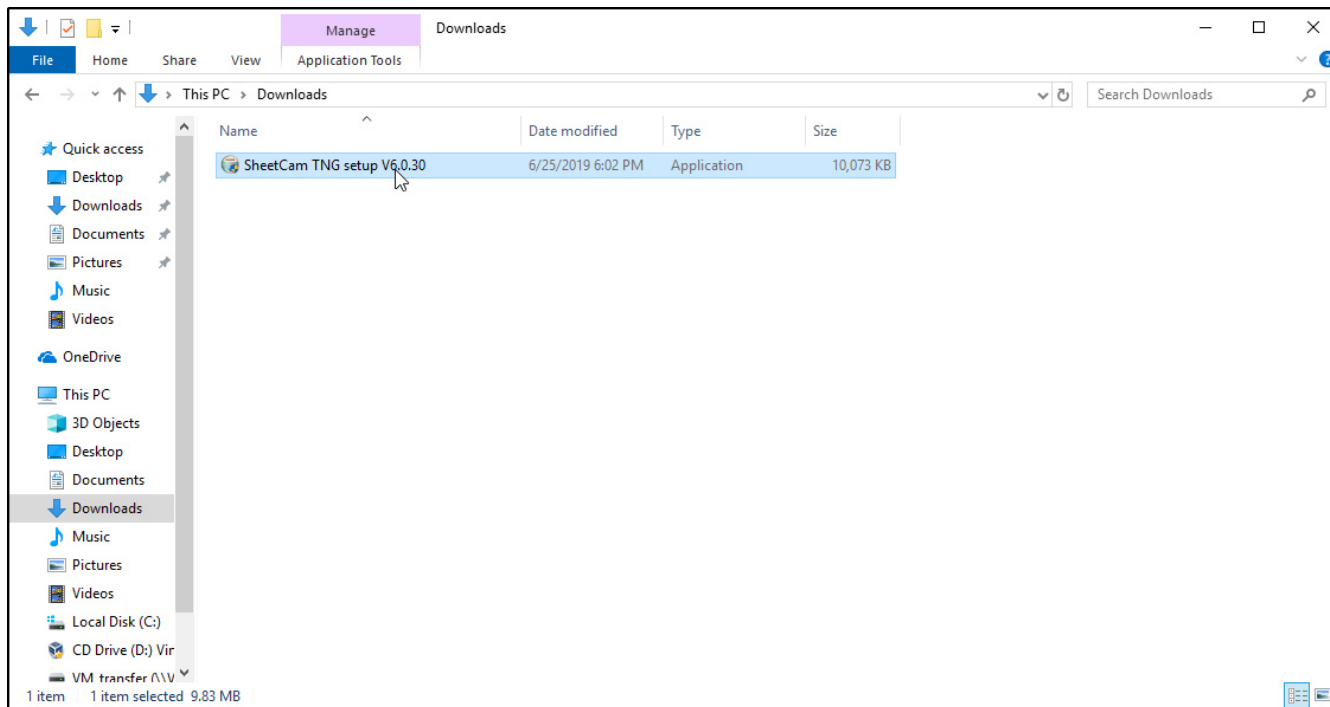 Manage Downloads
File Home Share View Application Tools
This PC > Downloads Search Downloads
Name Date modified Type Size
SheetCam TNG setup V6.0.30 6/25/2019 6:02 PM Application 10,073 KB
Quick access
Desktop
Downloads
Documents
Pictures
Music
Videos
OneDrive
This PC
3D Objects
Desktop
Documents
Downloads
Music
Pictures
Videos
Local Disk (C:)
CD Drive (D:) Vir
VM_transfer (\\V
1 item 1 item selected 9.83 MB